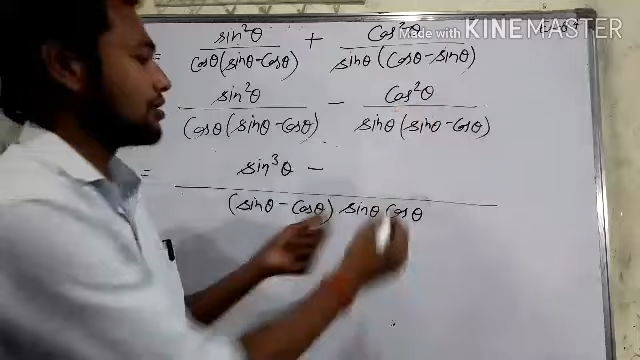 Made with KINEMASTER
= sin²θ / cosθ(sinθ-cosθ) + cos²θ / sinθ(cosθ-sinθ)
sin²θ / cosθ(sinθ-cosθ) - cos²θ / sinθ(sinθ-cosθ)
= sin³θ - / (sinθ-cosθ) sinθ cosθ